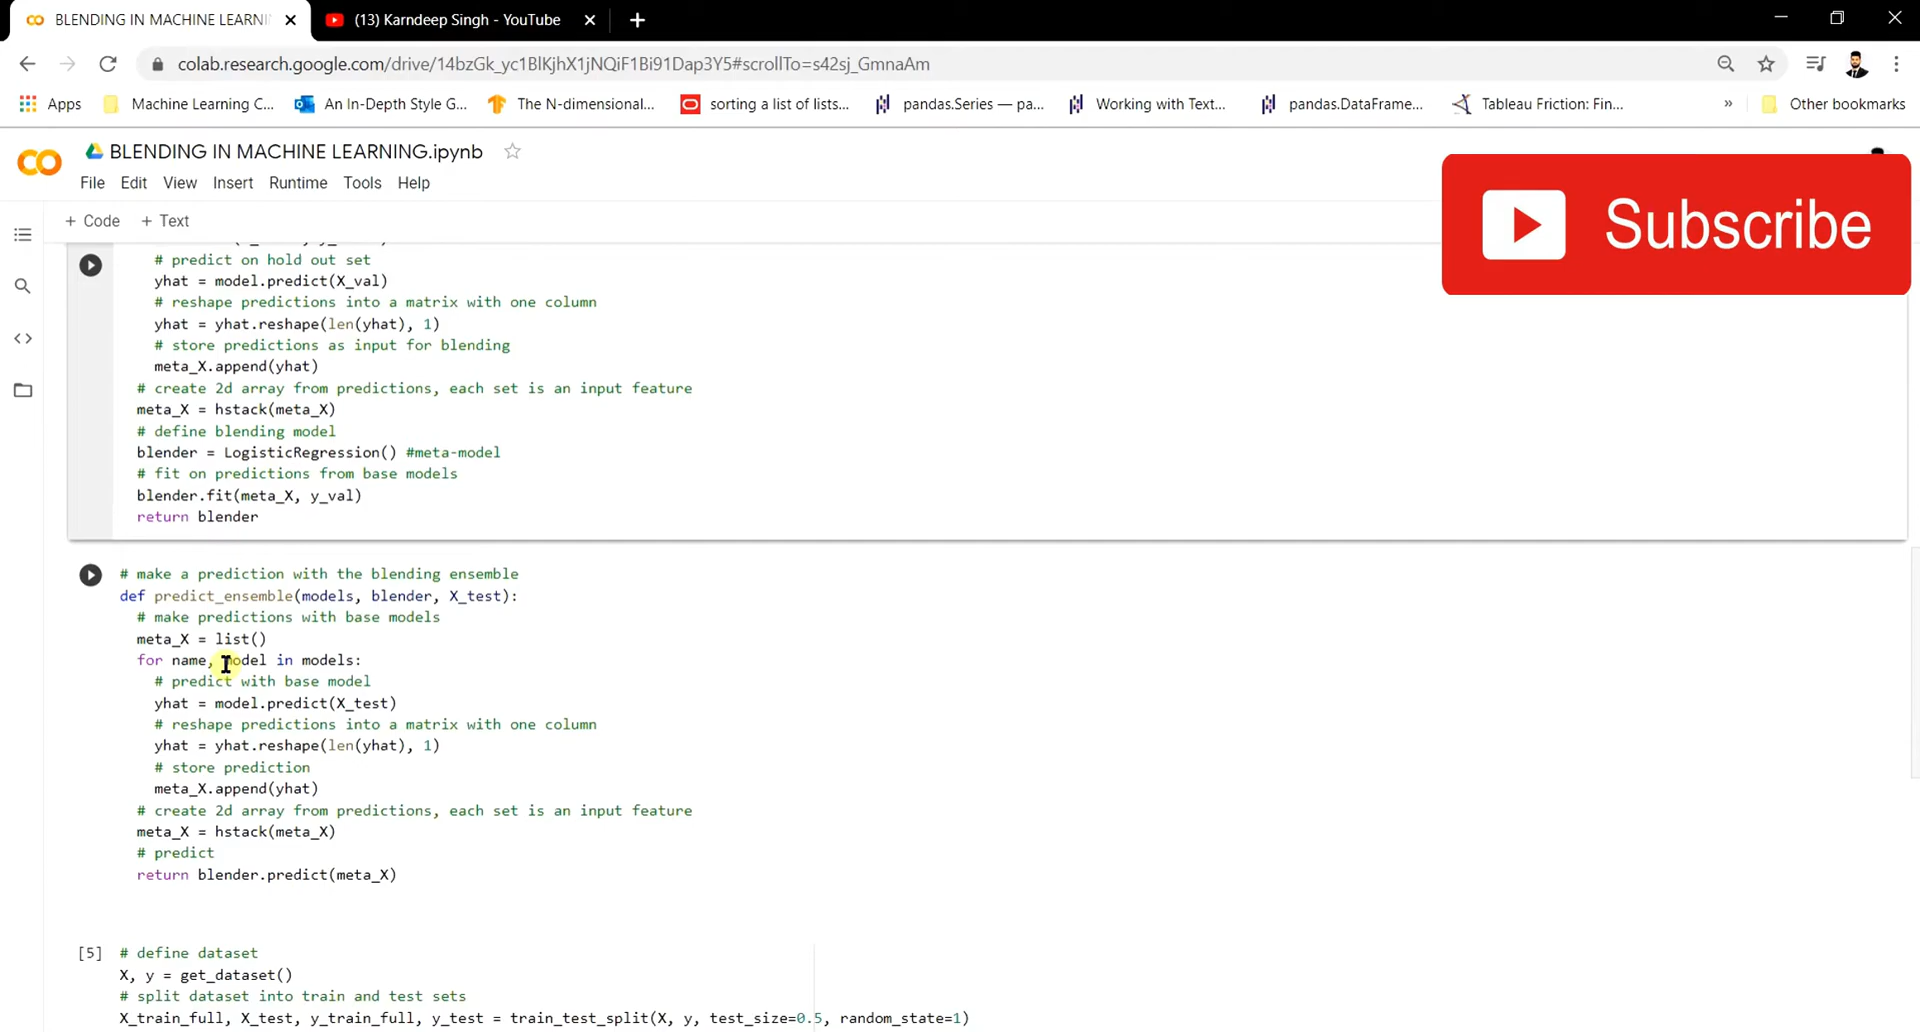 BLENDING IN MACHINE LEARNI
(13) Karndeep Singh - YouTube
colab.research.google.com/drive/14bzGk_yc1BlKjhX1jNQiF1Bi91Dap3Y5#scrollTo=s42sj_GmnaAm
Apps Machine Learning C... An In-Depth Style G... The N-dimensional... sorting a list of lists... pandas.Series — pa... Working with Text... pandas.DataFrame... Tableau Friction: Fin... » Other bookmarks
BLENDING IN MACHINE LEARNING.ipynb
File Edit View Insert Runtime Tools Help
Subscribe
+ Code + Text
# predict on hold out set
yhat = model.predict(X_val)
# reshape predictions into a matrix with one column
yhat = yhat.reshape(len(yhat), 1)
# store predictions as input for blending
meta_X.append(yhat)
# create 2d array from predictions, each set is an input feature
meta_X = hstack(meta_X)
# define blending model
blender = LogisticRegression() #meta-model
# fit on predictions from base models
blender.fit(meta_X, y_val)
return blender
# make a prediction with the blending ensemble
def predict_ensemble(models, blender, X_test):
# make predictions with base models
meta_X = list()
for name, model in models:
# predict with base model
yhat = model.predict(X_test)
# reshape predictions into a matrix with one column
yhat = yhat.reshape(len(yhat), 1)
# store prediction
meta_X.append(yhat)
# create 2d array from predictions, each set is an input feature
meta_X = hstack(meta_X)
# predict
return blender.predict(meta_X)
[5] # define dataset
X, y = get_dataset()
# split dataset into train and test sets
X_train_full, X_test, y_train_full, y_test = train_test_split(X, y, test_size=0.5, random_state=1)